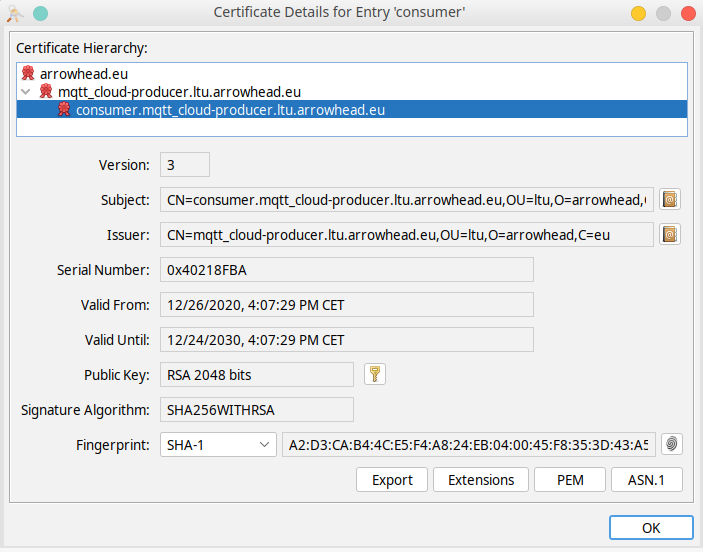 Certificate Details for Entry 'consumer'
Certificate Hierarchy:
arrowhead.eu
mqtt_cloud-producer.ltu.arrowhead.eu
consumer.mqtt_cloud-producer.ltu.arrowhead.eu
Version: 3
Subject: CN=consumer.mqtt_cloud-producer.ltu.arrowhead.eu,OU=ltu,O=arrowhead,
Issuer: CN=mqtt_cloud-producer.ltu.arrowhead.eu,OU=ltu,O=arrowhead,C=eu
Serial Number: 0x40218FBA
Valid From: 12/26/2020, 4:07:29 PM CET
Valid Until: 12/24/2030, 4:07:29 PM CET
Public Key: RSA 2048 bits
Signature Algorithm: SHA256WITHRSA
Fingerprint: SHA-1 A2:D3:CA:B4:4C:E5:F4:A8:24:EB:04:00:45:F8:35:3D:43:A5
Export Extensions PEM ASN.1
OK